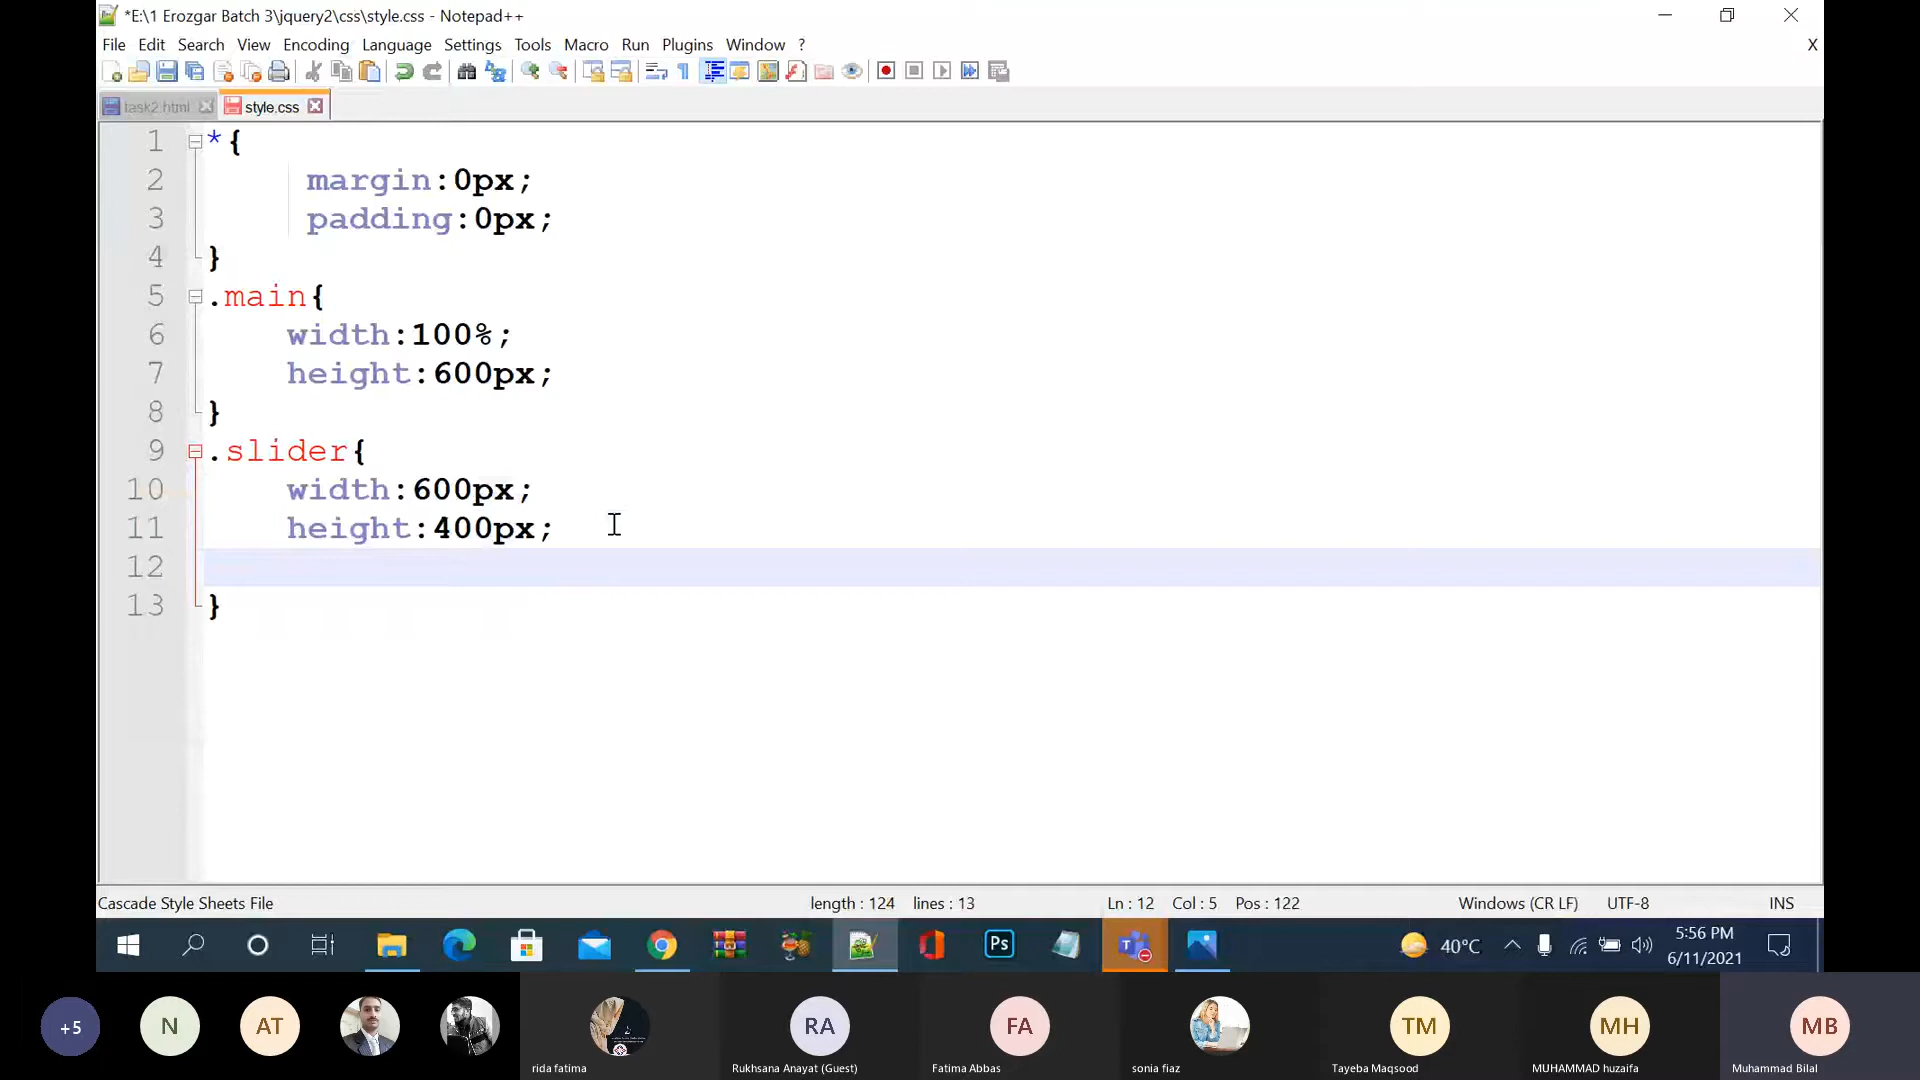 *E:\1 Erozgar Batch 3\jquery2\css\style.css - Notepad++
File Edit Search View Encoding Language Settings Tools Macro Run Plugins Window ? X
task2.html style.css
1 *{
2 margin:0px;
3 padding:0px;
4 }
5 .main{
6 width:100%;
7 height:600px;
8 }
9 .slider{
10 width:600px;
11 height:400px;
12
13 }
Cascade Style Sheets File length : 124 lines : 13 Ln : 12 Col : 5 Pos : 122 Windows (CR LF) UTF-8 INS
Ps 40°C 5:56 PM
6/11/2021
+5 N AT RA FA TM MH MB
rida fatima Rukhsana Anayat (Guest) Fatima Abbas sonia fiaz Tayeba Maqsood MUHAMMAD huzaifa Muhammad Bilal